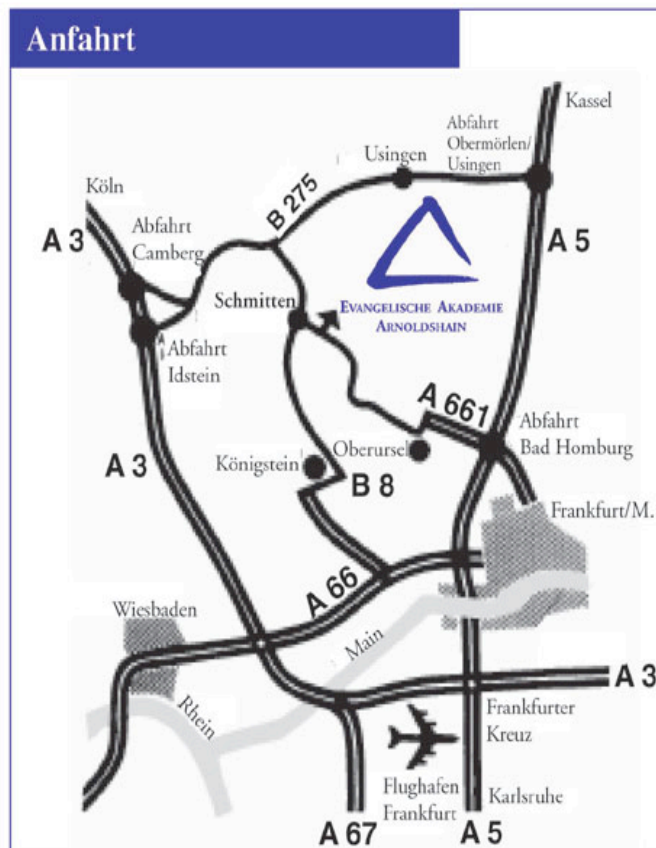 Anfahrt
Kassel
Abfahrt
Obermörlen/
Usingen
Usingen
Köln
B 275
A 3
Abfahrt
Camberg
A 5
Schmitten
EVANGELISCHE AKADEMIE
ARNOLDSHAIN
Abfahrt
Idstein
A 661
Abfahrt
Bad Homburg
A 3
Königstein
Oberursel
B 8
Frankfurt/M.
A 66
Wiesbaden
Main
A 3
Rhein
Frankfurter
Kreuz
Flughafen
Frankfurt
Karlsruhe
A 67
A 5